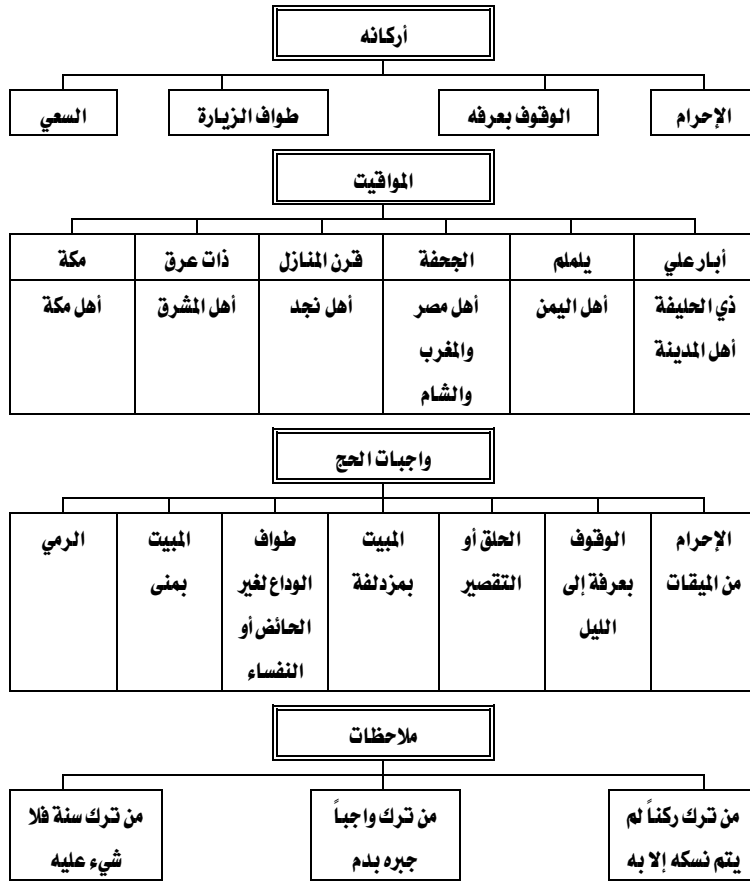 أركانه
الإحرام
الوقوف بعرفه
طواف الزيارة
السعي
المواقيت
أبار علي
يلملم
الجحفة
قرن المنازل
ذات عرق
مكة
ذي الحليفة
أهل المدينة
أهل اليمن
أهل مصر
والمغرب
والشام
أهل نجد
أهل المشرق
أهل مكة
واجبات الحج
الإحرام
من الميقات
الوقوف
بعرفة إلى
الليل
الحلق أو
التقصير
المبيت
بمزدلفة
طواف
الوداع لغير
الحائض أو
النفساء
المبيت
بمنى
الرمي
ملاحظات
من ترك ركناً لم
يتم نسكه إلا به
من ترك واجباً
جبره بدم
من ترك سنة فلا
شيء عليه